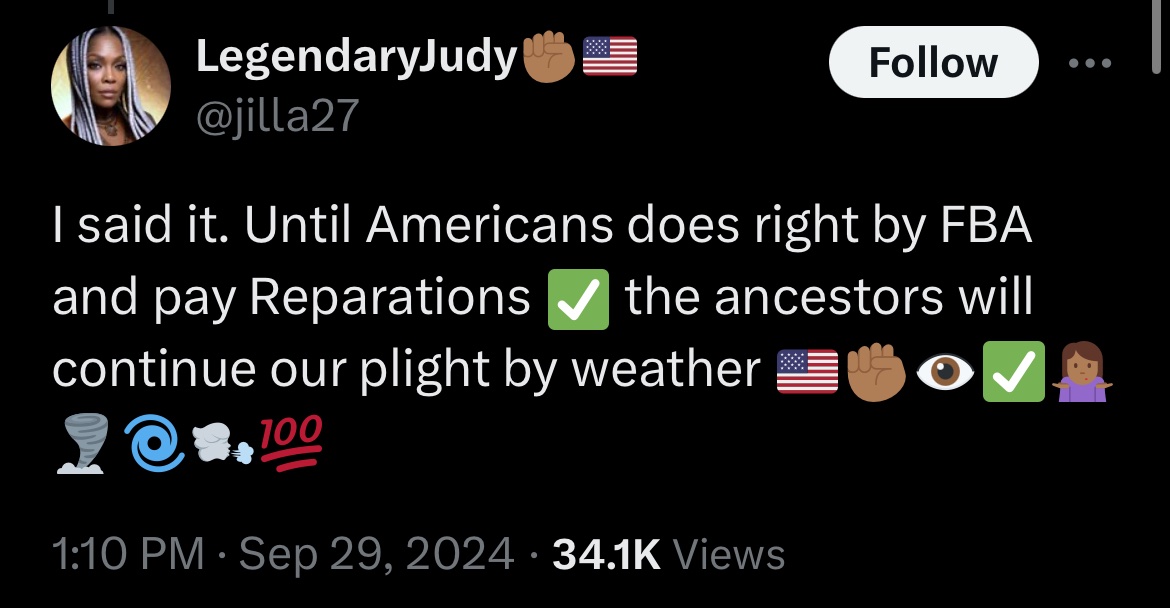 LegendaryJudy✊🏾🇺🇸
Follow
@jilla27
I said it. Until Americans does right by FBA
and pay Reparations ✅ the ancestors will
continue our plight by weather 🇺🇸✊🏾👁️✅🤷🏾‍♀️
🌪️🌀🌬️💯
1:10 PM · Sep 29, 2024 · 34.1K Views